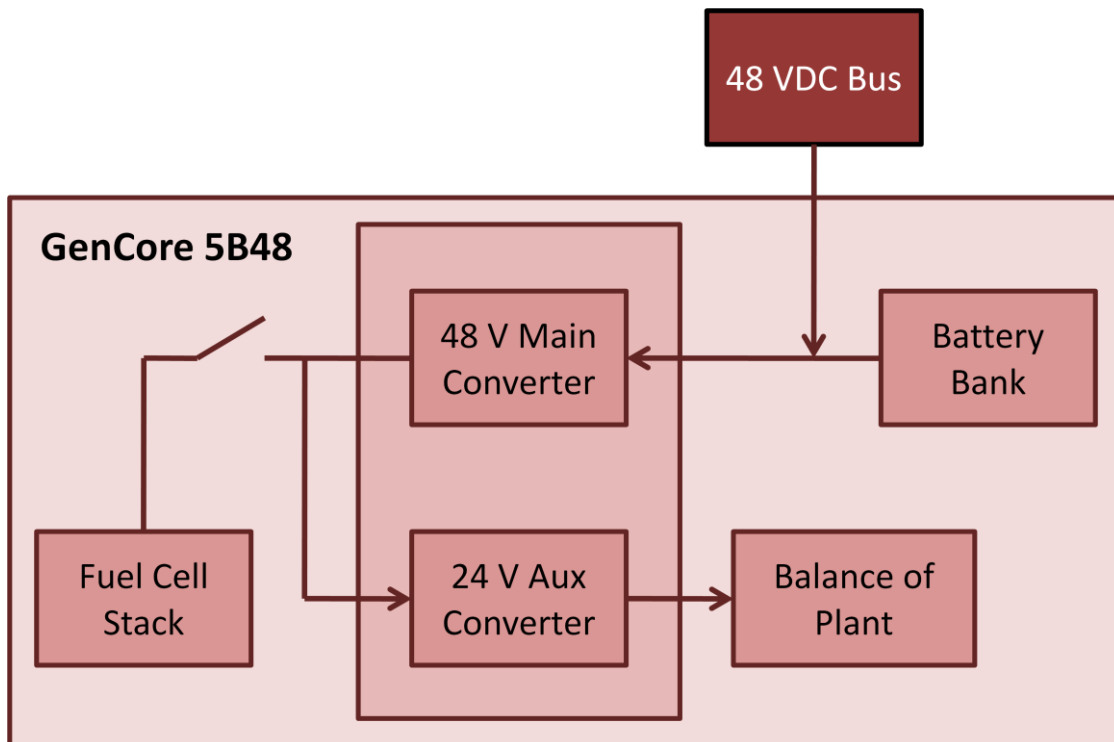 48 VDC Bus
GenCore 5B48
48 V Main
Converter
Battery
Bank
Fuel Cell
Stack
24 V Aux
Converter
Balance of
Plant